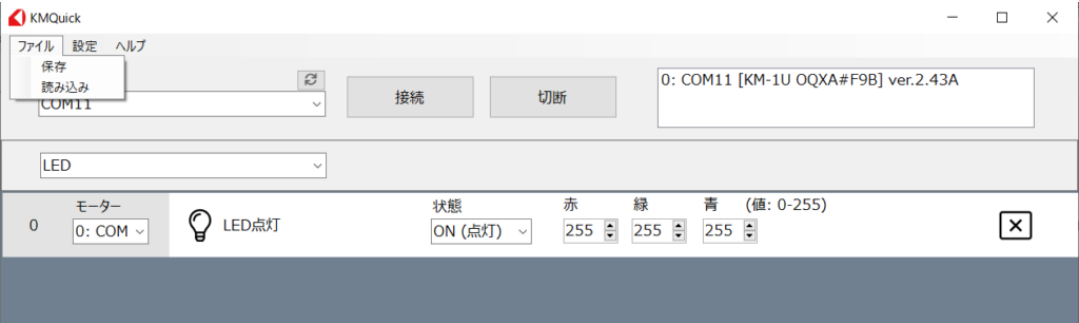 KMQuick
ファイル 設定 ヘルプ
保存
読み込み
COM11
接続
切断
0: COM11 [KM-1U OQXA#F9B] ver.2.43A
LED
0
モーター
0: COM
LED点灯
状態
ON (点灯)
赤 緑 青 (値: 0-255)
255 255 255